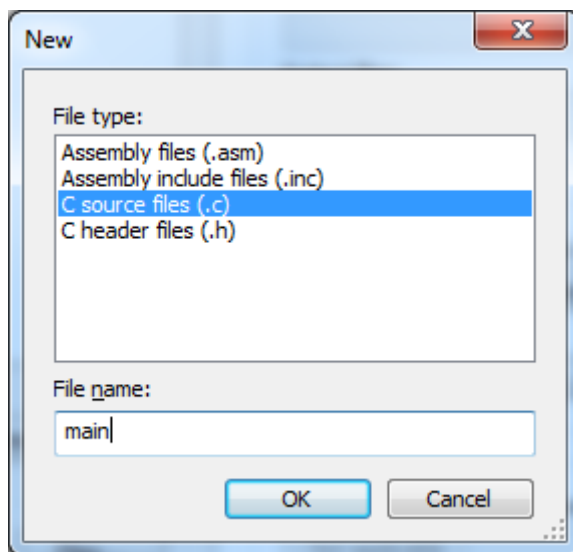 New
File type:
Assembly files (.asm)
Assembly include files (.inc)
C source files (.c)
C header files (.h)
File name:
main
OK
Cancel